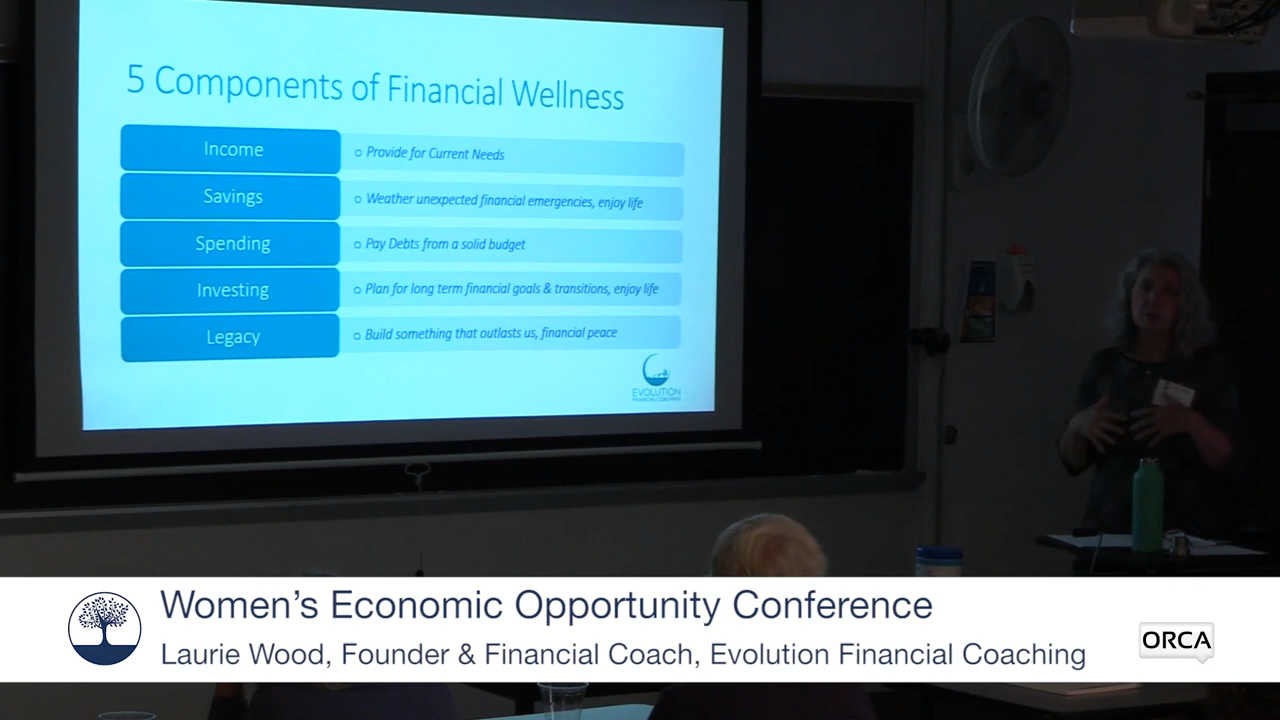 5 Components of Financial Wellness
Income
○ Provide for Current Needs
Savings
○ Weather unexpected financial emergencies, enjoy life
Spending
○ Pay Debts from a solid budget
Investing
○ Plan for long term financial goals & transitions, enjoy life
Legacy
○ Build something that outlasts us, financial peace
EVOLUTION
FINANCIAL COACHING
Women's Economic Opportunity Conference
Laurie Wood, Founder & Financial Coach, Evolution Financial Coaching
ORCA